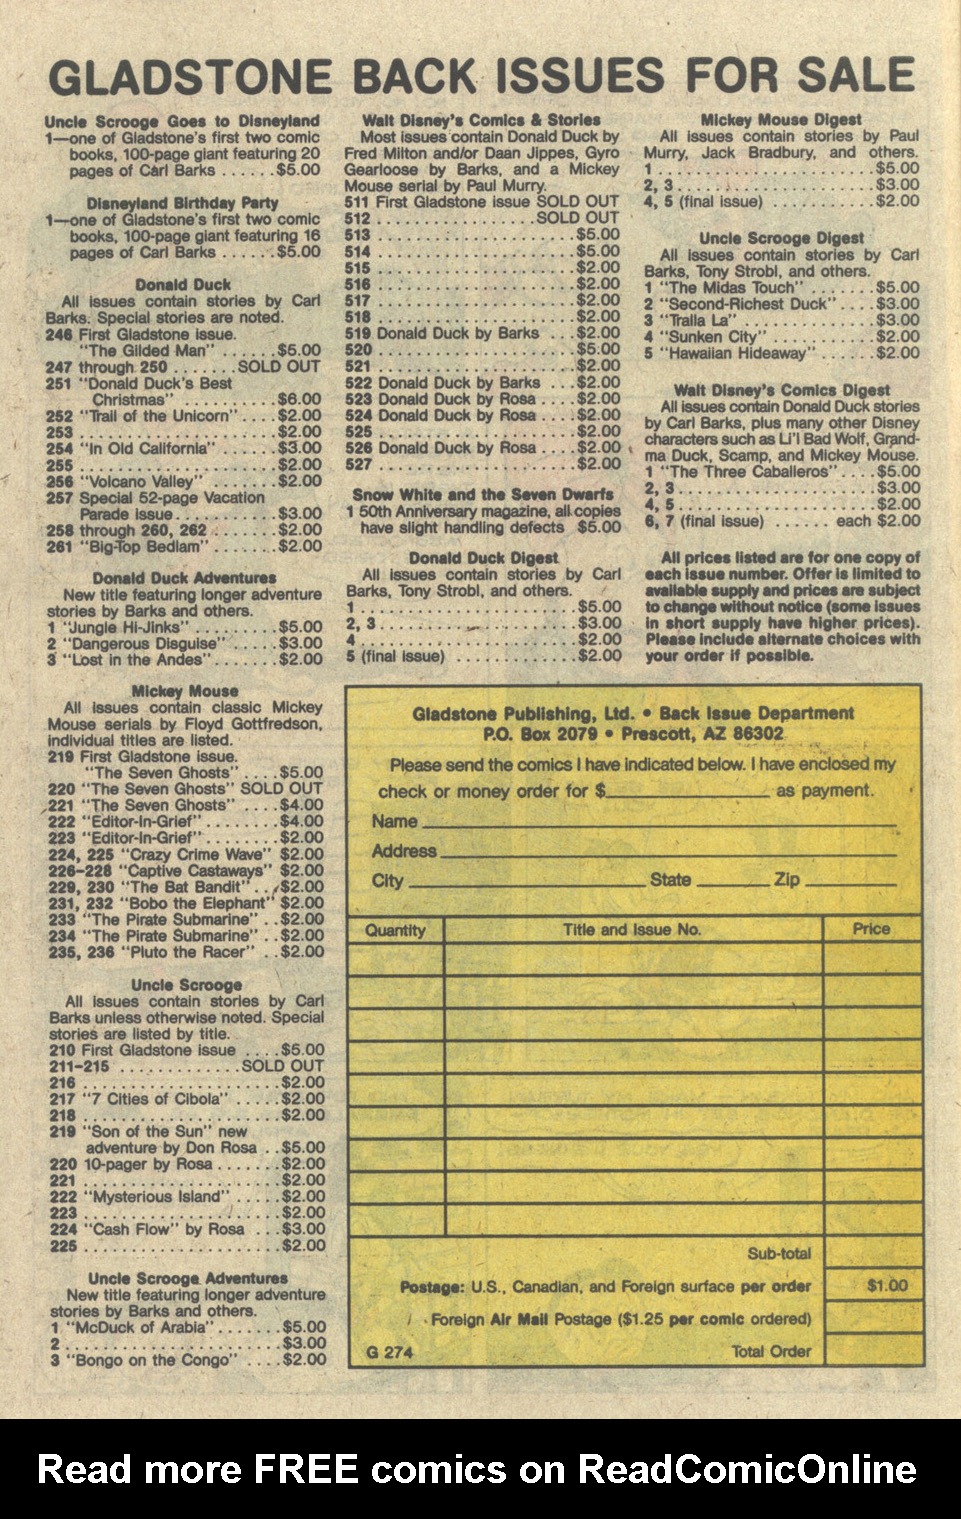 GLADSTONE BACK ISSUES FOR SALE
Uncle Scrooge Goes to Disneyland
1—one of Gladstone's first two comic
books, 100-page giant featuring 20
pages of Carl Barks ......$5.00
Disneyland Birthday Party
1—one of Gladstone's first two comic
books, 100-page giant featuring 16
pages of Carl Barks ......$5.00
Donald Duck
All issues contain stories by Carl
Barks. Special stories are noted.
246 First Gladstone issue.
"The Gilded Man" .......$5.00
247 through 250 .......SOLD OUT
251 "Donald Duck's Best
Christmas" ..........$6.00
252 "Trail of the Unicorn" ....$2.00
253 ....................$2.00
254 "In Old California" ......$3.00
255 ....................$2.00
256 "Volcano Valley" .......$2.00
257 Special 52-page Vacation
Parade issue...........$3.00
258 through 260, 262 .......$2.00
261 "Big-Top Bedlam" .......$2.00
Donald Duck Adventures
New title featuring longer adventure
stories by Barks and others.
1 "Jungle Hi-Jinks" .........$5.00
2 "Dangerous Disguise" .....$3.00
3 "Lost in the Andes" .......$2.00
Mickey Mouse
All issues contain classic Mickey
Mouse serials by Floyd Gottfredson,
individual titles are listed.
219 First Gladstone issue.
"The Seven Ghosts" ....$5.00
220 "The Seven Ghosts" SOLD OUT
221 "The Seven Ghosts" ....$4.00
222 "Editor-In-Grief" ........$4.00
223 "Editor-In-Grief" ........$2.00
224, 225 "Crazy Crime Wave" $2.00
226–228 "Captive Castaways" $2.00
229, 230 "The Bat Bandit" ...$2.00
231, 232 "Bobo the Elephant" $2.00
233 "The Pirate Submarine" ..$2.00
234 "The Pirate Submarine" ..$2.00
235, 236 "Pluto the Racer" ..$2.00
Uncle Scrooge
All issues contain stories by Carl
Barks unless otherwise noted. Special
stories are listed by title.
210 First Gladstone issue ....$5.00
211–215 .............SOLD OUT
216 ....................$2.00
217 "7 Cities of Cibola" .....$2.00
218 ....................$2.00
219 "Son of the Sun" new
adventure by Don Rosa ..$5.00
220 10-pager by Rosa .......$2.00
221 ....................$2.00
222 "Mysterious Island" .....$2.00
223 ....................$2.00
224 "Cash Flow" by Rosa ...$3.00
225 ....................$2.00
Uncle Scrooge Adventures
New title featuring longer adventure
stories by Barks and others.
1 "McDuck of Arabia" .......$5.00
2 ......................$3.00
3 "Bongo on the Congo" ....$2.00
Walt Disney's Comics & Stories
Most issues contain Donald Duck by
Fred Milton and/or Daan Jippes, Gyro
Gearloose by Barks, and a Mickey
Mouse serial by Paul Murry.
511 First Gladstone issue SOLD OUT
512 ................SOLD OUT
513 ....................$5.00
514 ....................$5.00
515 ....................$2.00
516 ....................$2.00
517 ....................$2.00
518 ....................$2.00
519 Donald Duck by Barks ...$2.00
520 ....................$5.00
521 ....................$2.00
522 Donald Duck by Barks ...$2.00
523 Donald Duck by Rosa ....$2.00
524 Donald Duck by Rosa ....$2.00
525 ....................$2.00
526 Donald Duck by Rosa ....$2.00
527 ....................$2.00
Snow White and the Seven Dwarfs
1 50th Anniversary magazine, all copies
have slight handling defects $5.00
Donald Duck Digest
All issues contain stories by Carl
Barks, Tony Strobl, and others.
1 ......................$5.00
2, 3 ....................$3.00
4 ......................$2.00
5 (final issue) ............$2.00
Mickey Mouse Digest
All issues contain stories by Paul
Murry, Jack Bradbury, and others.
1 ......................$5.00
2, 3 ....................$3.00
4, 5 (final issue) ...........$2.00
Uncle Scrooge Digest
All issues contain stories by Carl
Barks, Tony Strobl, and others.
1 "The Midas Touch" .......$5.00
2 "Second-Richest Duck" ....$3.00
3 "Tralla La" .............$3.00
4 "Sunken City" ...........$2.00
5 "Hawaiian Hideaway" ......$2.00
Walt Disney's Comics Digest
All issues contain Donald Duck stories
by Carl Barks, plus many other Disney
characters such as Li'l Bad Wolf, Grand-
ma Duck, Scamp, and Mickey Mouse.
1 "The Three Caballeros" ....$5.00
2, 3 ....................$3.00
4, 5 ....................$2.00
6, 7 (final issue) ...... each $2.00
All prices listed are for one copy of
each issue number. Offer is limited to
available supply and prices are subject
to change without notice (some issues
in short supply have higher prices).
Please include alternate choices with
your order if possible.
Gladstone Publishing, Ltd. • Back Issue Department
P.O. Box 2079 • Prescott, AZ 86302
Please send the comics I have indicated below. I have enclosed my
check or money order for $__________ as payment.
Name
Address
City State Zip
Quantity Title and Issue No. Price
Sub-total
Postage: U.S., Canadian, and Foreign surface per order $1.00
Foreign Air Mail Postage ($1.25 per comic ordered)
G 274 Total Order
Read more FREE comics on ReadComicOnline